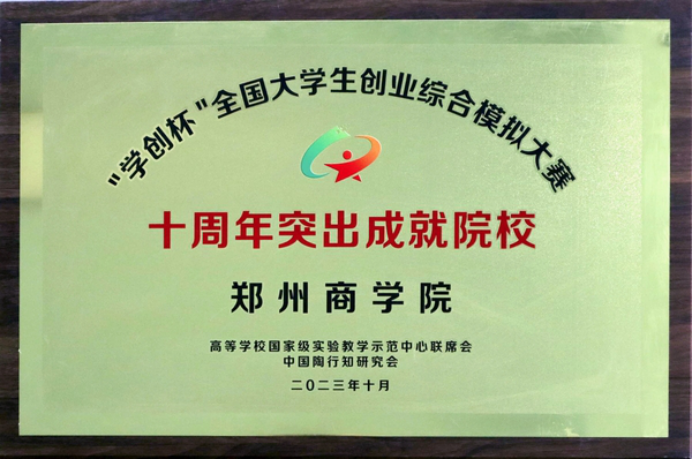 "学创杯"全国大学生创业综合模拟大赛
十周年突出成就院校
郑州商学院
高等学校国家级实验教学示范中心联席会
中国陶行知研究会
二〇二三年十月